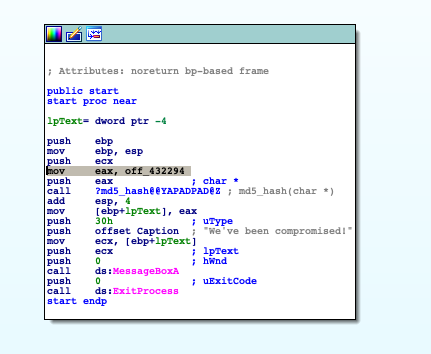 ; Attributes: noreturn bp-based frame
public start
start proc near
lpText= dword ptr -4
push ebp
mov ebp, esp
push ecx
mov eax, off_432294
push eax ; char *
call ?md5_hash@@YAPADPAD@Z ; md5_hash(char *)
add esp, 4
mov [ebp+lpText], eax
push 30h ; uType
push offset Caption ; "We've been compromised!"
mov ecx, [ebp+lpText]
push ecx ; lpText
push 0 ; hWnd
call ds:MessageBoxA
push 0 ; uExitCode
call ds:ExitProcess
start endp